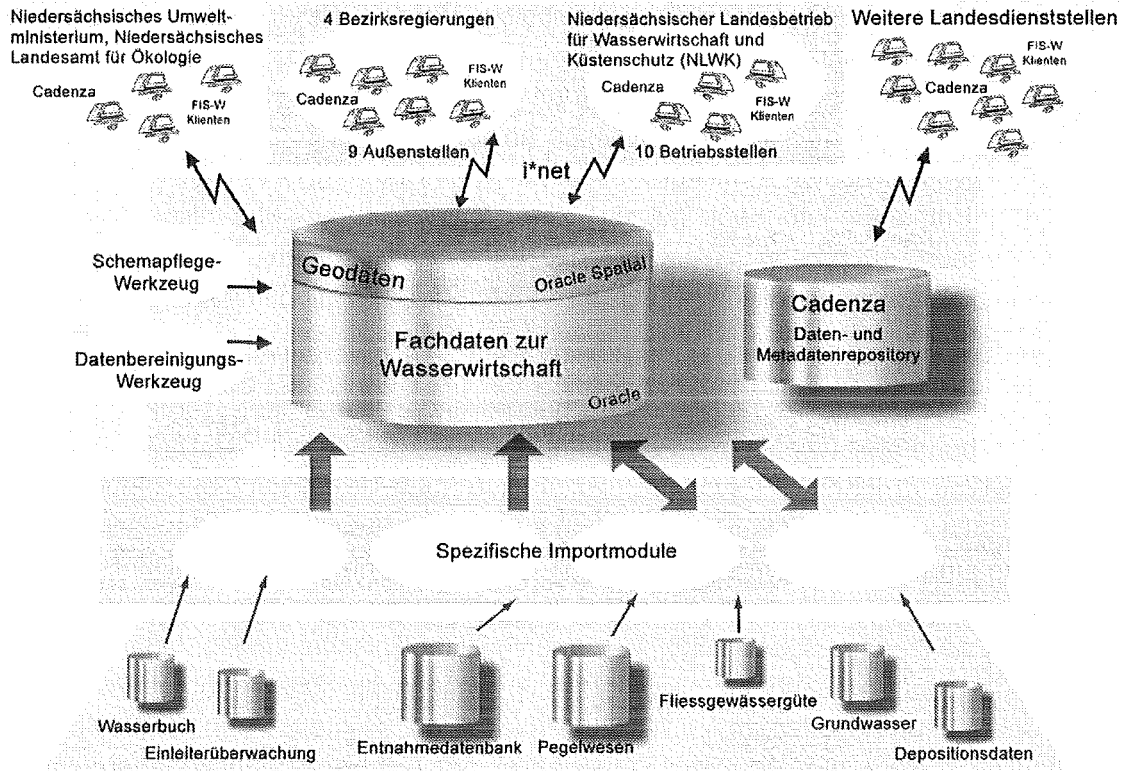 Niedersächsisches Umwelt-
ministerium, Niedersächsisches
Landesamt für Ökologie
Cadenza
FIS-W
Klienten
4 Bezirksregierungen
Cadenza
FIS-W
Klienten
9 Außenstellen
Niedersächsischer Landesbetrieb
für Wasserwirtschaft und
Küstenschutz (NLWK)
Cadenza
FIS-W
Klienten
10 Betriebsstellen
Weitere Landesdienststellen
FIS-W
Klienten
Cadenza
i*net
Schemapflege-
Werkzeug
Datenbereinigungs-
Werkzeug
Geodaten
Oracle Spatial
Fachdaten zur
Wasserwirtschaft
Oracle
Cadenza
Daten- und
Metadatenrepository
Spezifische Importmodule
Wasserbuch
Einleiterüberwachung
Entnahmedatenbank
Pegelwesen
Fliessgewässergüte
Grundwasser
Depositionsdaten